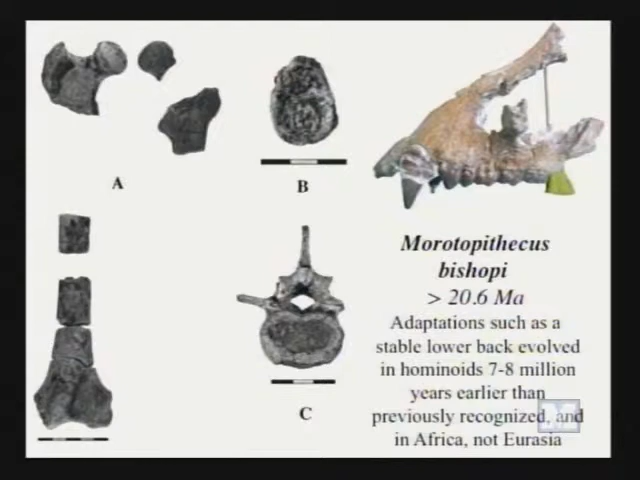 A
B
C
Morotopithecus
bishopi
> 20.6 Ma
Adaptations such as a
stable lower back evolved
in hominoids 7-8 million
years earlier than
previously recognized, and
in Africa, not Eurasia